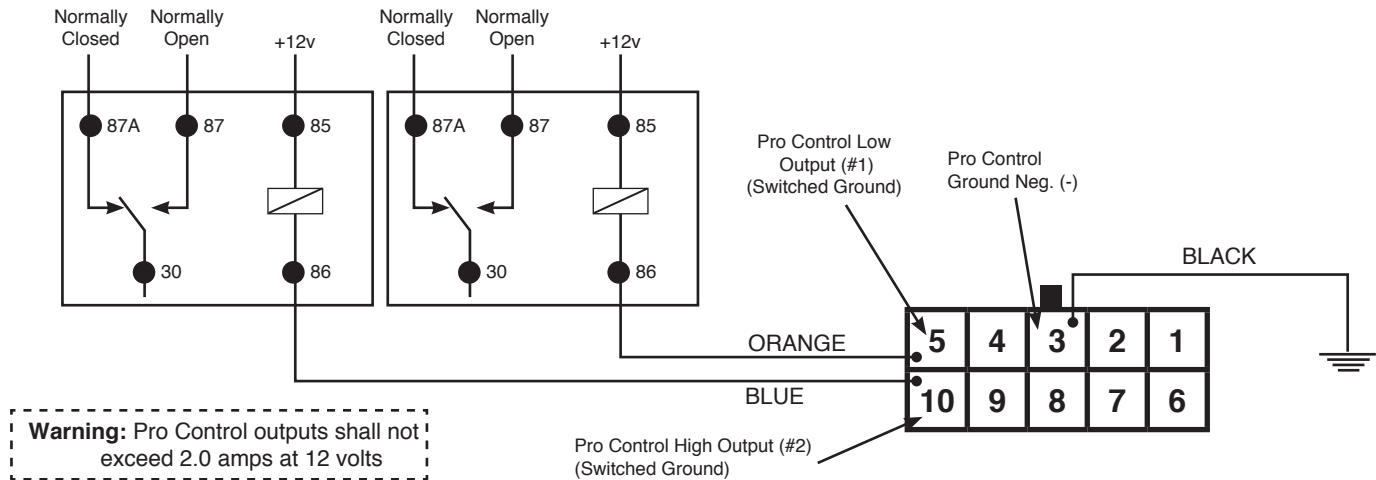 Normally
Closed
Normally
Open
+12v
Normally
Closed
Normally
Open
+12v
87A
87
85
87A
87
85
30
86
30
86
Pro Control Low
Output (#1)
(Switched Ground)
Pro Control
Ground Neg. (-)
BLACK
ORANGE
BLUE
5 4 3 2 1
10 9 8 7 6
Warning: Pro Control outputs shall not
exceed 2.0 amps at 12 volts
Pro Control High Output (#2)
(Switched Ground)